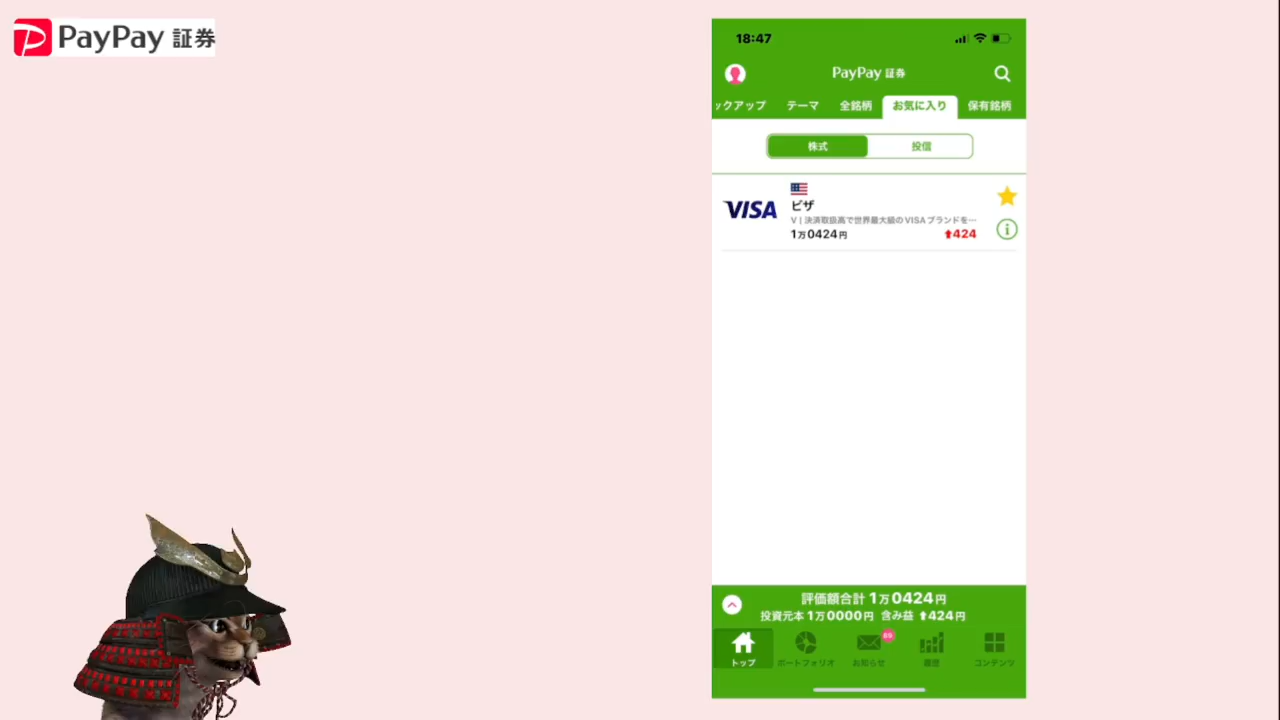 PayPay 証券
18:47
PayPay 証券
ックアップ テーマ 全銘柄 お気に入り 保有銘柄
株式 投信
VISA
ビザ
V | 決済取扱高で世界最大級のVISAブランドを…
1万0424円 ⬆424
評価額合計 1万0424円
投資元本 1万0000円 含み益 ⬆424円
69
トップ ポートフォリオ お知らせ 履歴 コンテンツ